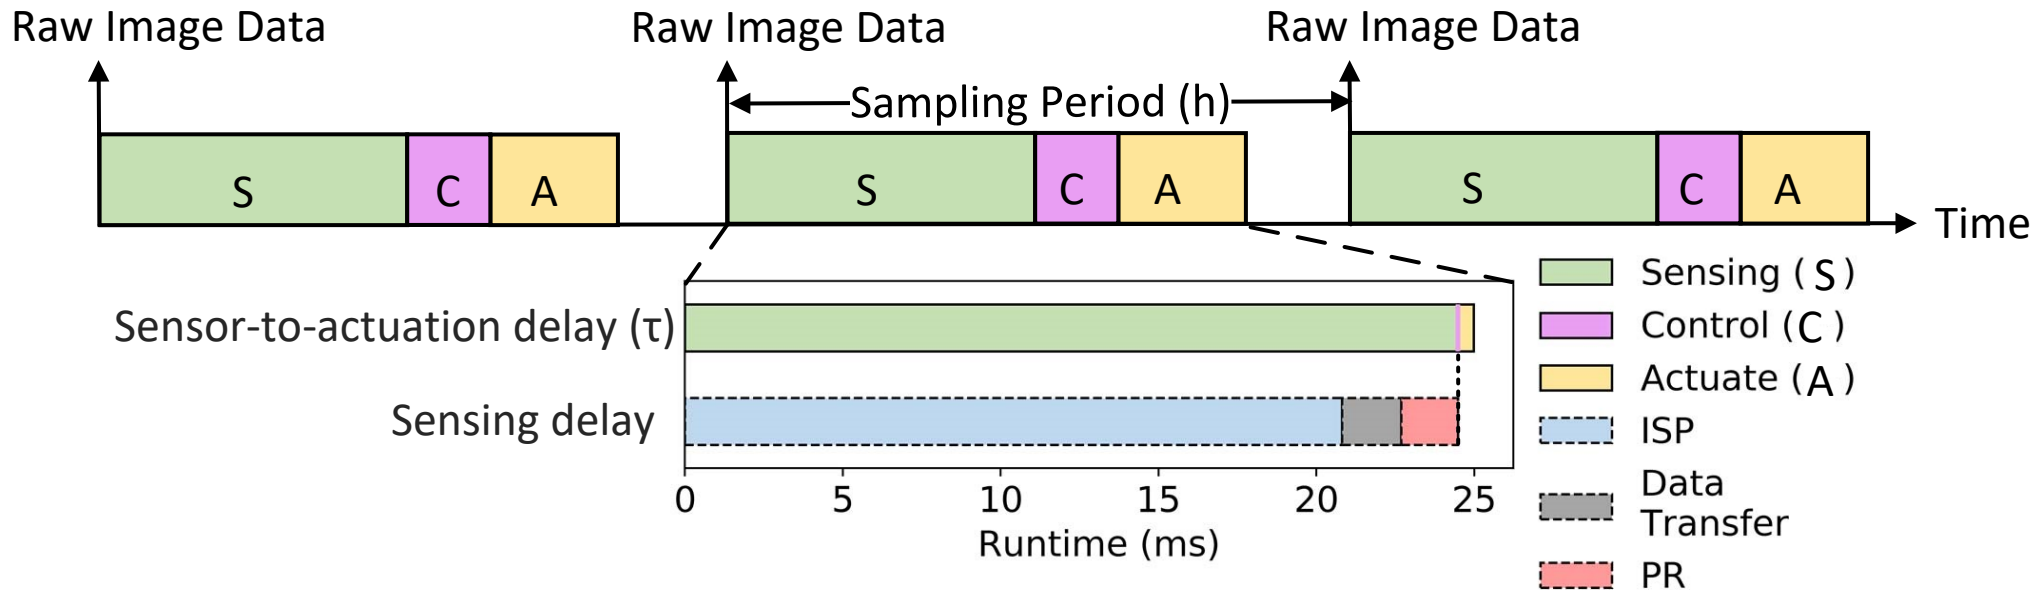 Raw Image Data
Raw Image Data
Raw Image Data
Sampling Period (h)
S
C
A
S
C
A
S
C
A
Time
Sensor-to-actuation delay (τ)
Sensing delay
0
5
10
15
20
25
Runtime (ms)
Sensing (S)
Control (C)
Actuate (A)
ISP
Data
Transfer
PR